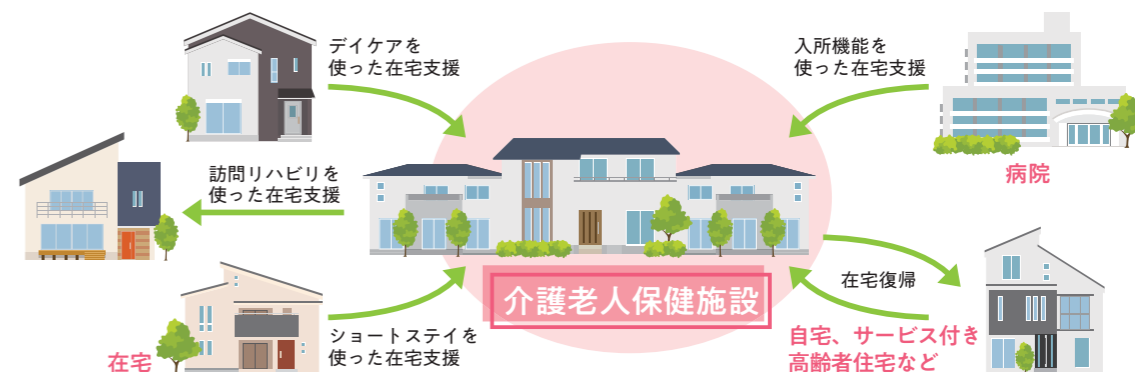 デイケアを
使った在宅支援
入所機能を
使った在宅支援
病院
訪問リハビリを
使った在宅支援
介護老人保健施設
在宅復帰
在宅
ショートステイを
使った在宅支援
自宅、サービス付き
高齢者住宅など